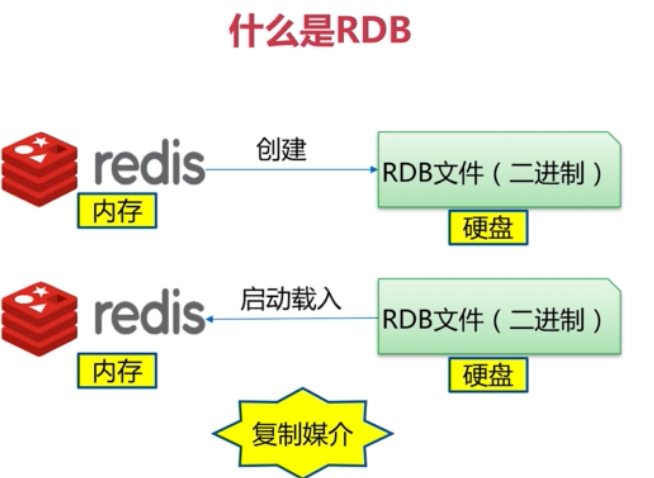 什么是RDB
redis
创建
RDB文件（二进制）
内存
硬盘
redis
启动载入
RDB文件（二进制）
内存
硬盘
复制媒介